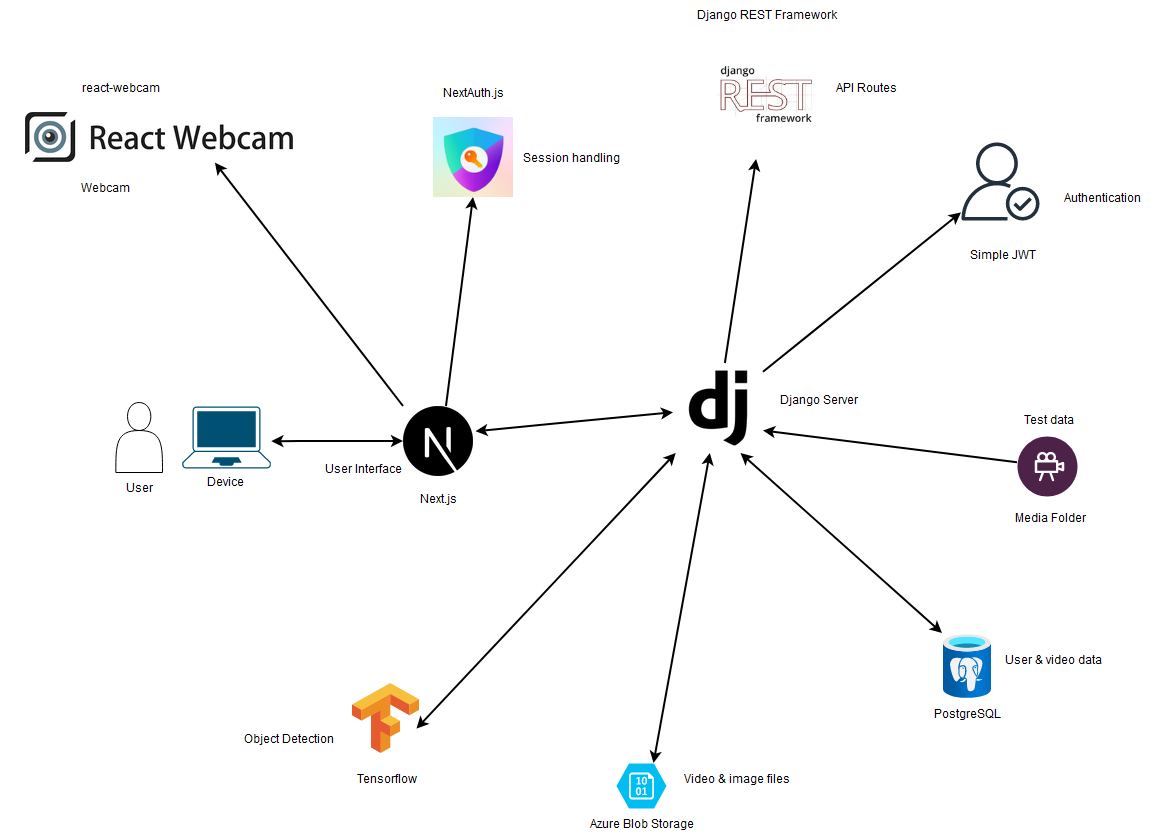 Django REST Framework
react-webcam
NextAuth.js
django
REST
framework
API Routes
React Webcam
Session handling
Webcam
Authentication
Simple JWT
dj
Django Server
Test data
N
User Interface
User
Device
Next.js
Media Folder
User & video data
PostgreSQL
Object Detection
Tensorflow
10
01
Video & image files
Azure Blob Storage